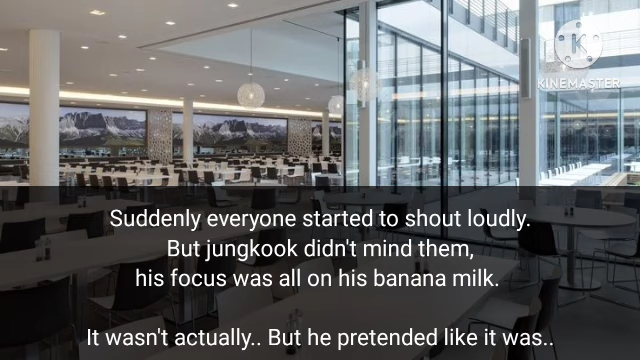 KINEMASTER
Suddenly everyone started to shout loudly.
But jungkook didn't mind them,
his focus was all on his banana milk.
It wasn't actually.. But he pretended like it was..